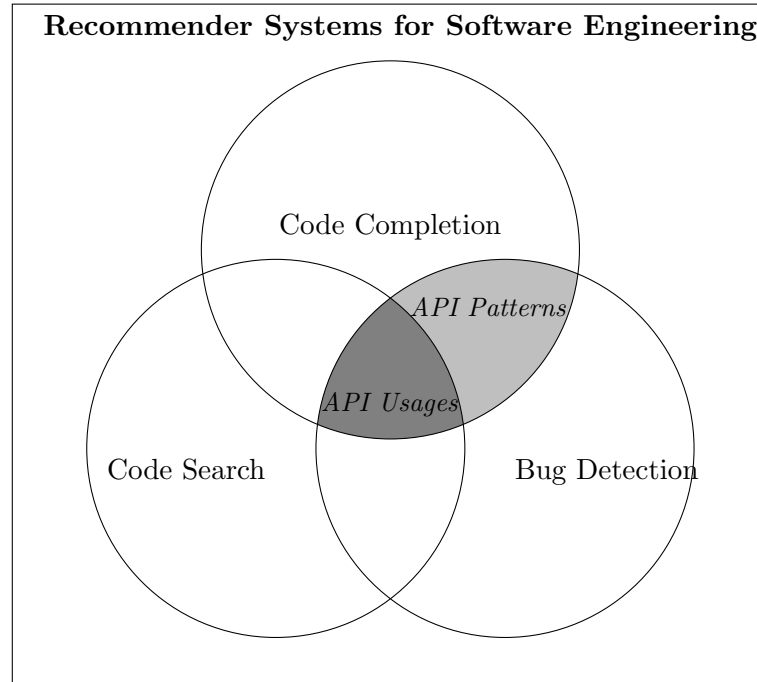 Recommender Systems for Software Engineering
Code Completion
API Patterns
API Usages
Code Search
Bug Detection